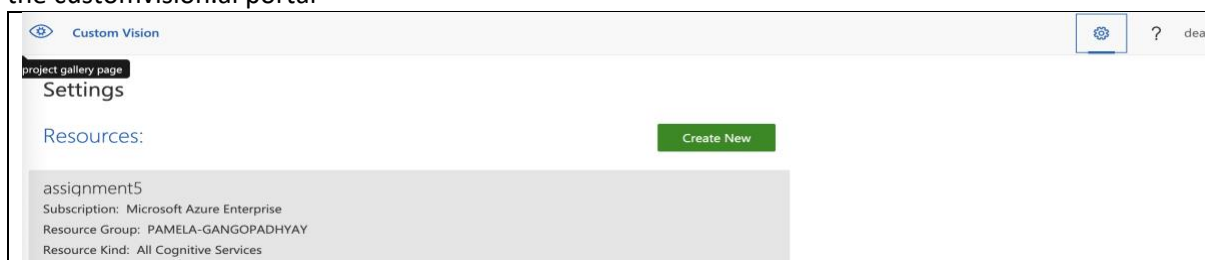 the customvision.ai portal
Custom Vision
? dea
project gallery page
Settings
Resources:
Create New
assignment5
Subscription: Microsoft Azure Enterprise
Resource Group: PAMELA-GANGOPADHYAY
Resource Kind: All Cognitive Services